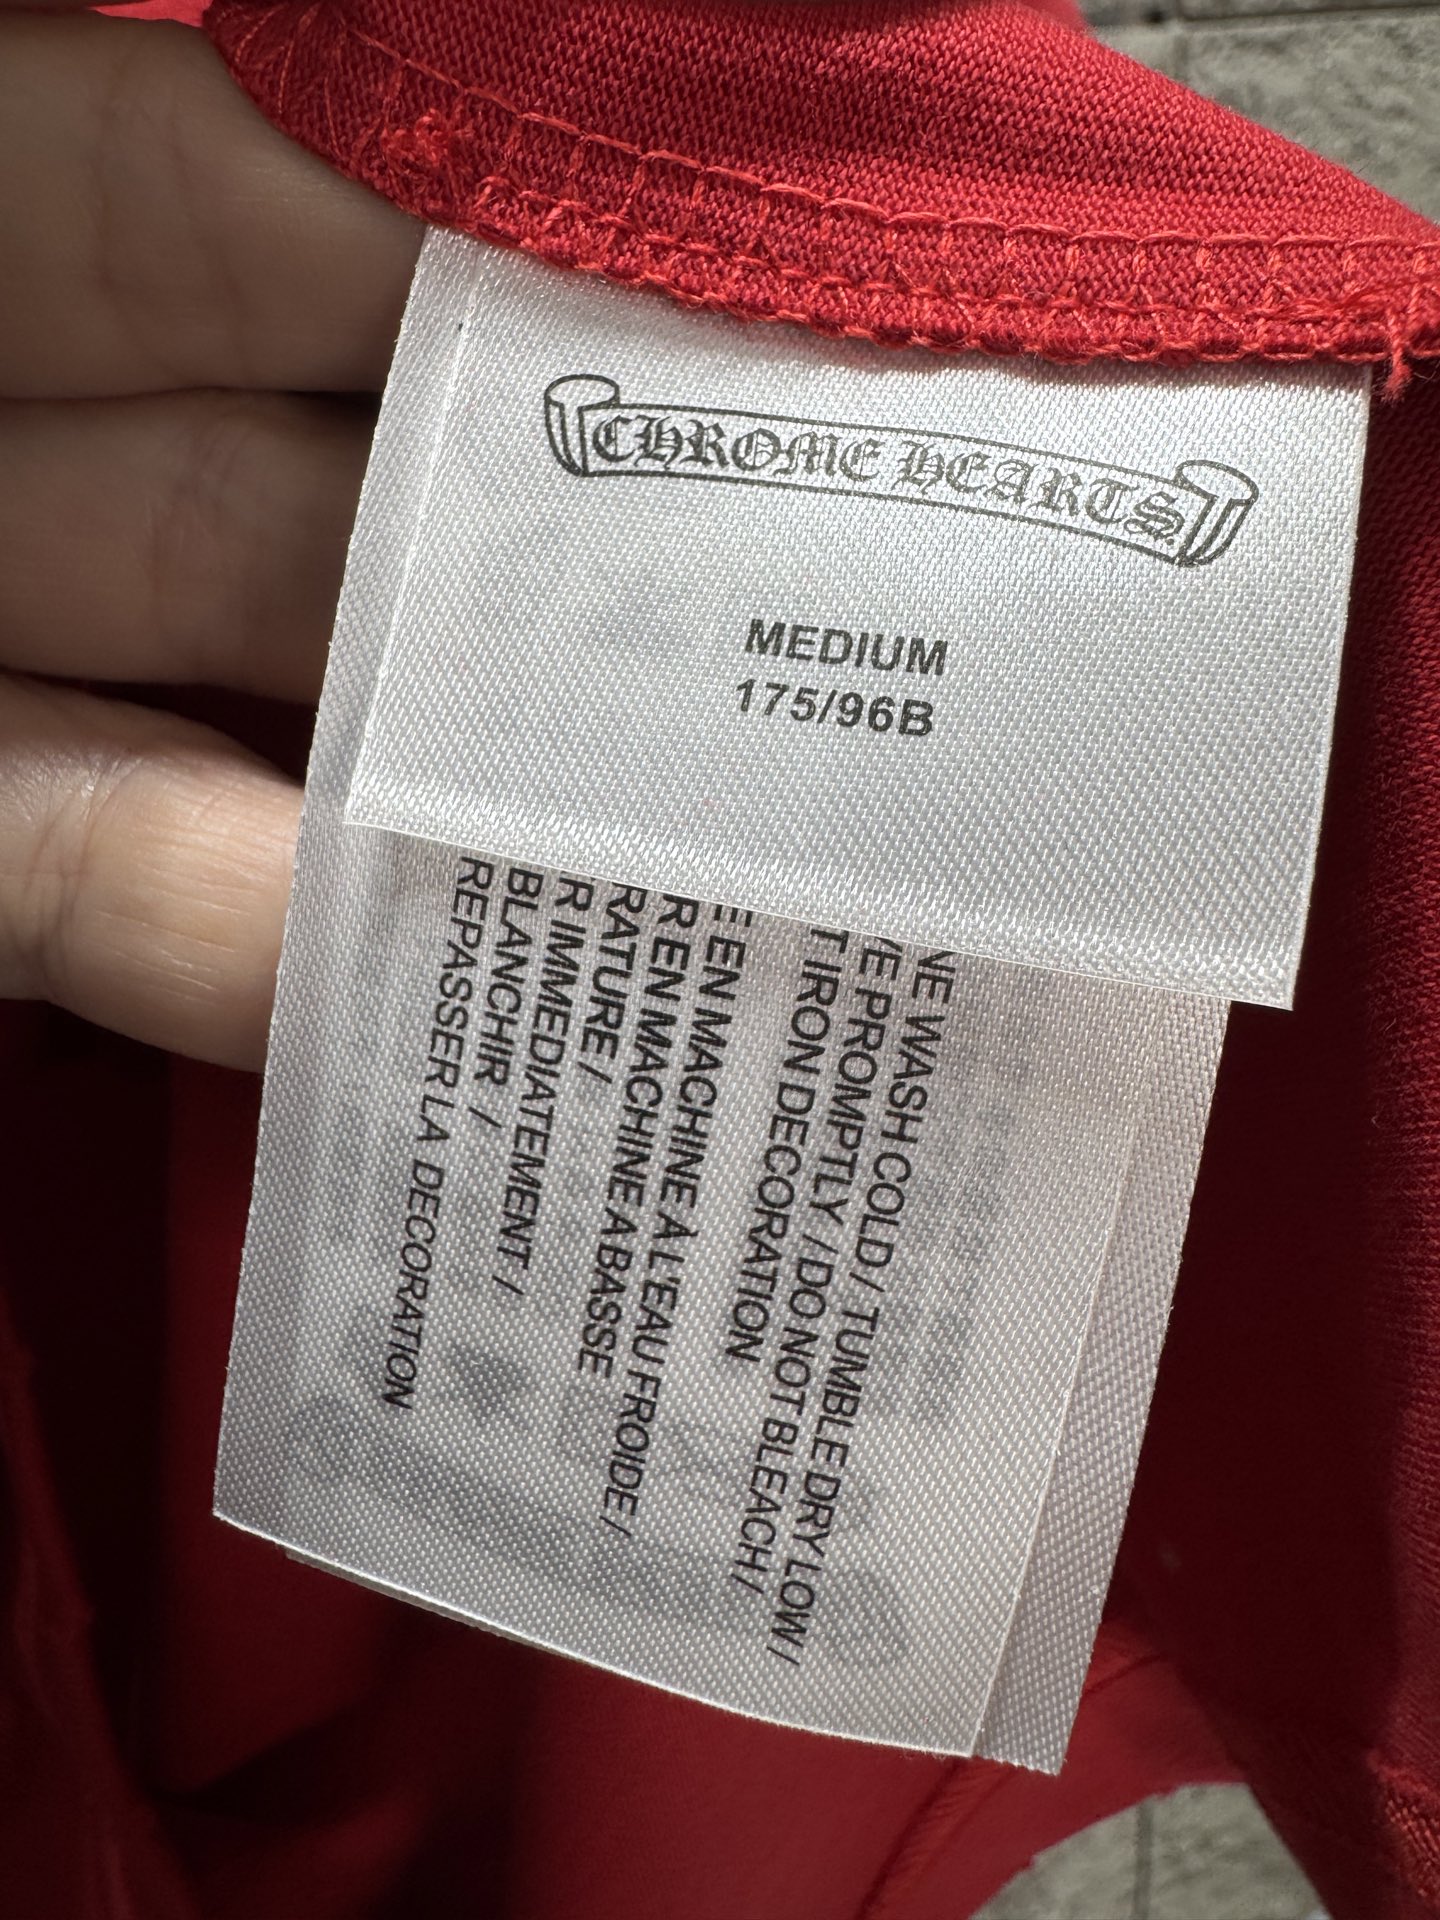 CHROME HEARTS
MEDIUM
175/96B
NE WASH COLD / TUMBLE DRY LOW /
VE PROMPTLY / DO NOT BLEACH /
T IRON DECORATION
E EN MACHINE A L'EAU FROIDE /
R EN MACHINE A BASSE
RATURE /
R IMMEDIATEMENT /
BLANCHIR /
REPASSER LA DECORATION